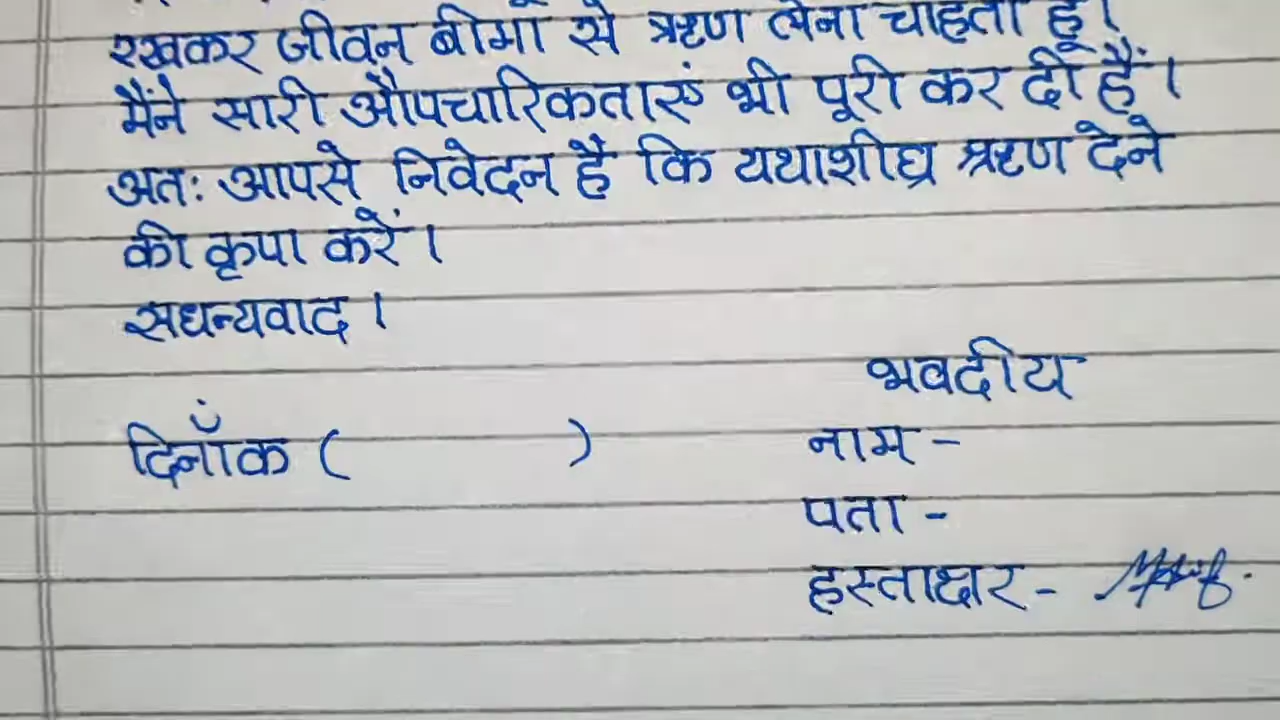 रखकर जीवन बीमा से ऋण लेना चाहता हूँ।
मैंने सारी औपचारिकताएं भी पूरी कर दी हैं।
अतः आपसे निवेदन है कि यथाशीघ्र ऋण देने
की कृपा करें।
सधन्यवाद।
भवदीय
दिनाँक ( ) नाम -
पता -
हस्ताक्षर -